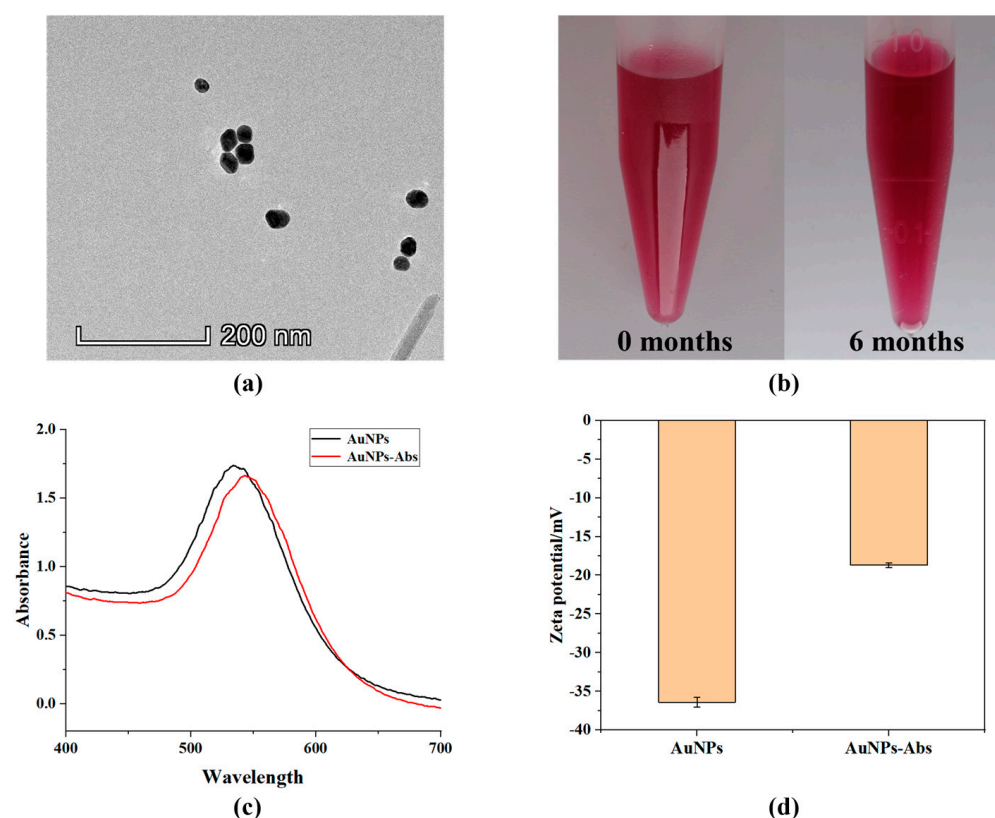 200 nm
(a)
1.0
0.1
0 months
6 months
(b)
2.0
1.5
1.0
0.5
0.0
400
500
600
700
Absorbance
Wavelength
AuNPs
AuNPs-Abs
(c)
0
-5
-10
-15
-20
-25
-30
-35
-40
Zeta potential/mV
AuNPs
AuNPs-Abs
(d)